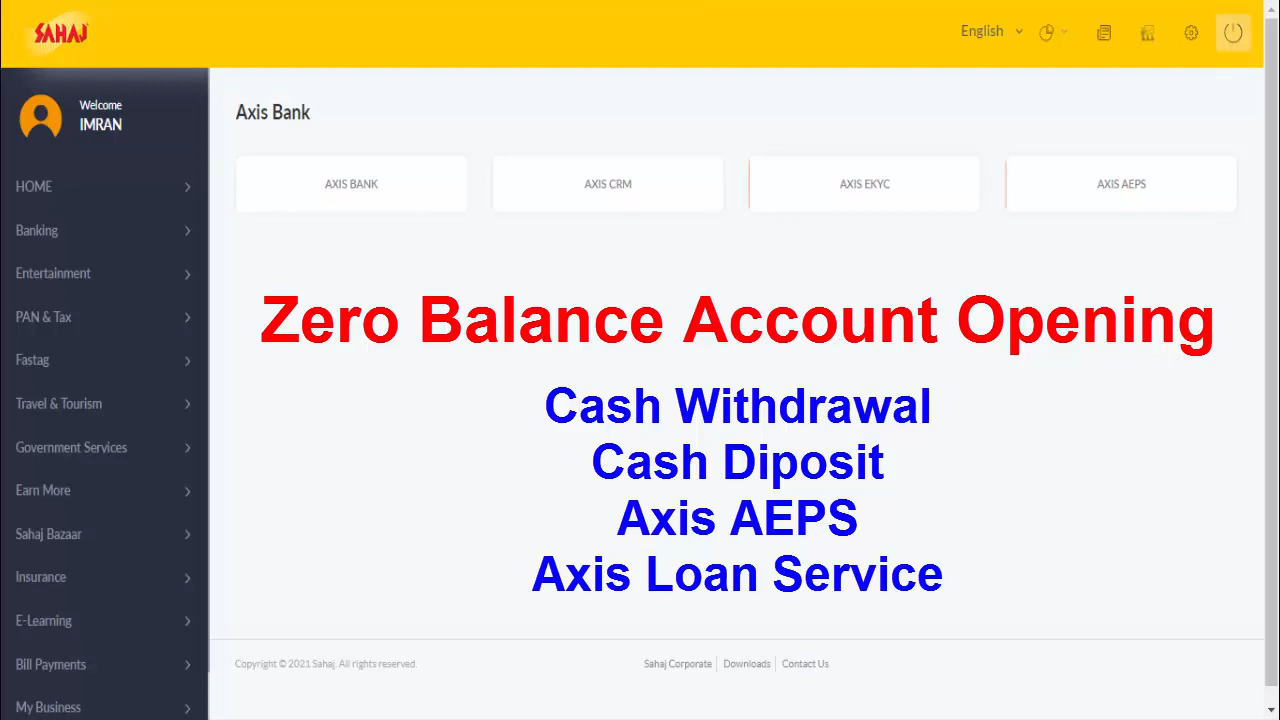 SAHAJ
English
Welcome
IMRAN
HOME
Banking
Entertainment
PAN & Tax
Fastag
Travel & Tourism
Government Services
Earn More
Sahaj Bazaar
Insurance
E-Learning
Bill Payments
My Business
Axis Bank
AXIS BANK
AXIS CRM
AXIS EKYC
AXIS AEPS
Zero Balance Account Opening
Cash Withdrawal
Cash Diposit
Axis AEPS
Axis Loan Service
Copyright © 2021 Sahaj. All rights reserved.
Sahaj Corporate | Downloads | Contact Us